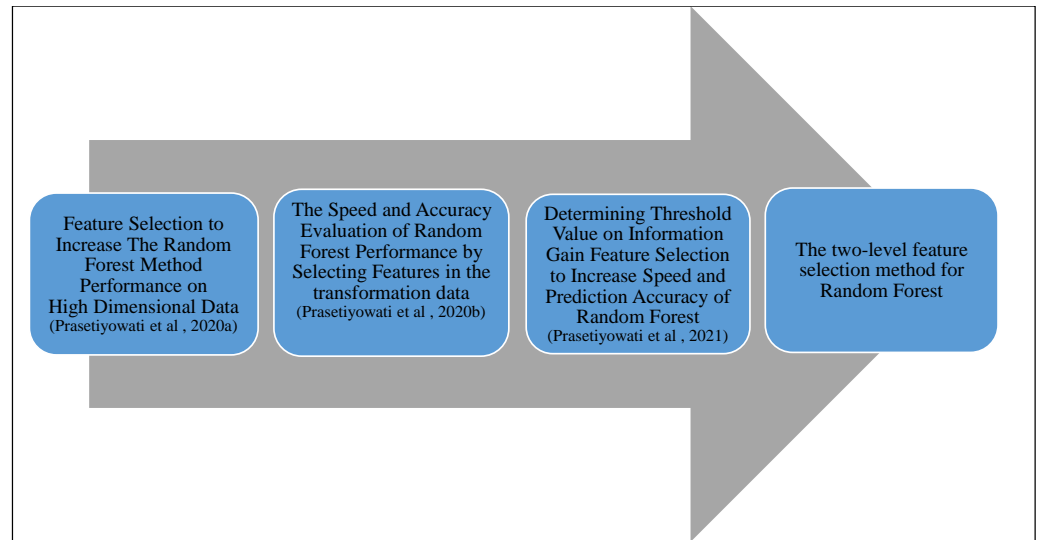 Feature Selection to
Increase The Random
Forest Method
Performance on
High Dimensional Data
(Prasetiyowati et al , 2020a)
The Speed and Accuracy
Evaluation of Random
Forest Performance by
Selecting Features in the
transformation data
(Prasetiyowati et al , 2020b)
Determining Threshold
Value on Information
Gain Feature Selection
to Increase Speed and
Prediction Accuracy of
Random Forest
(Prasetiyowati et al , 2021)
The two-level feature
selection method for
Random Forest